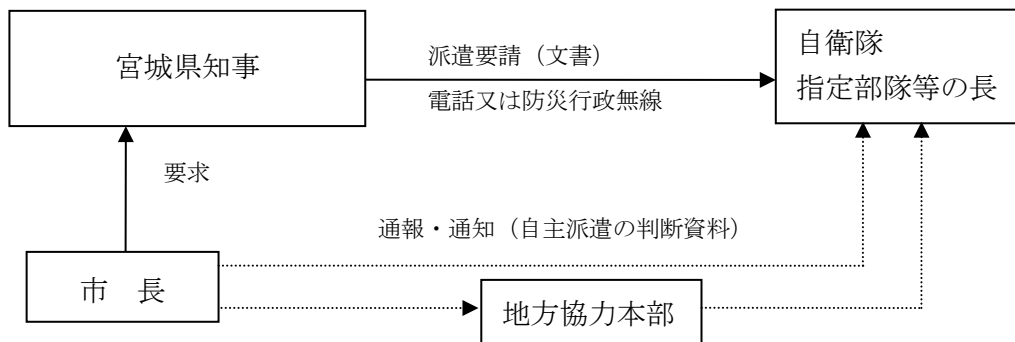 宮城県知事
派遣要請（文書）
電話又は防災行政無線
自衛隊
指定部隊等の長
要求
通報・通知（自主派遣の判断資料）
市　長
地方協力本部